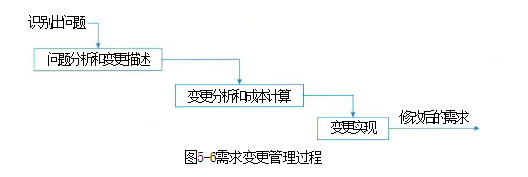 识别出问题
问题分析和变更描述
变更分析和成本计算
变更实现
修改后的需求
图5-6需求变更管理过程